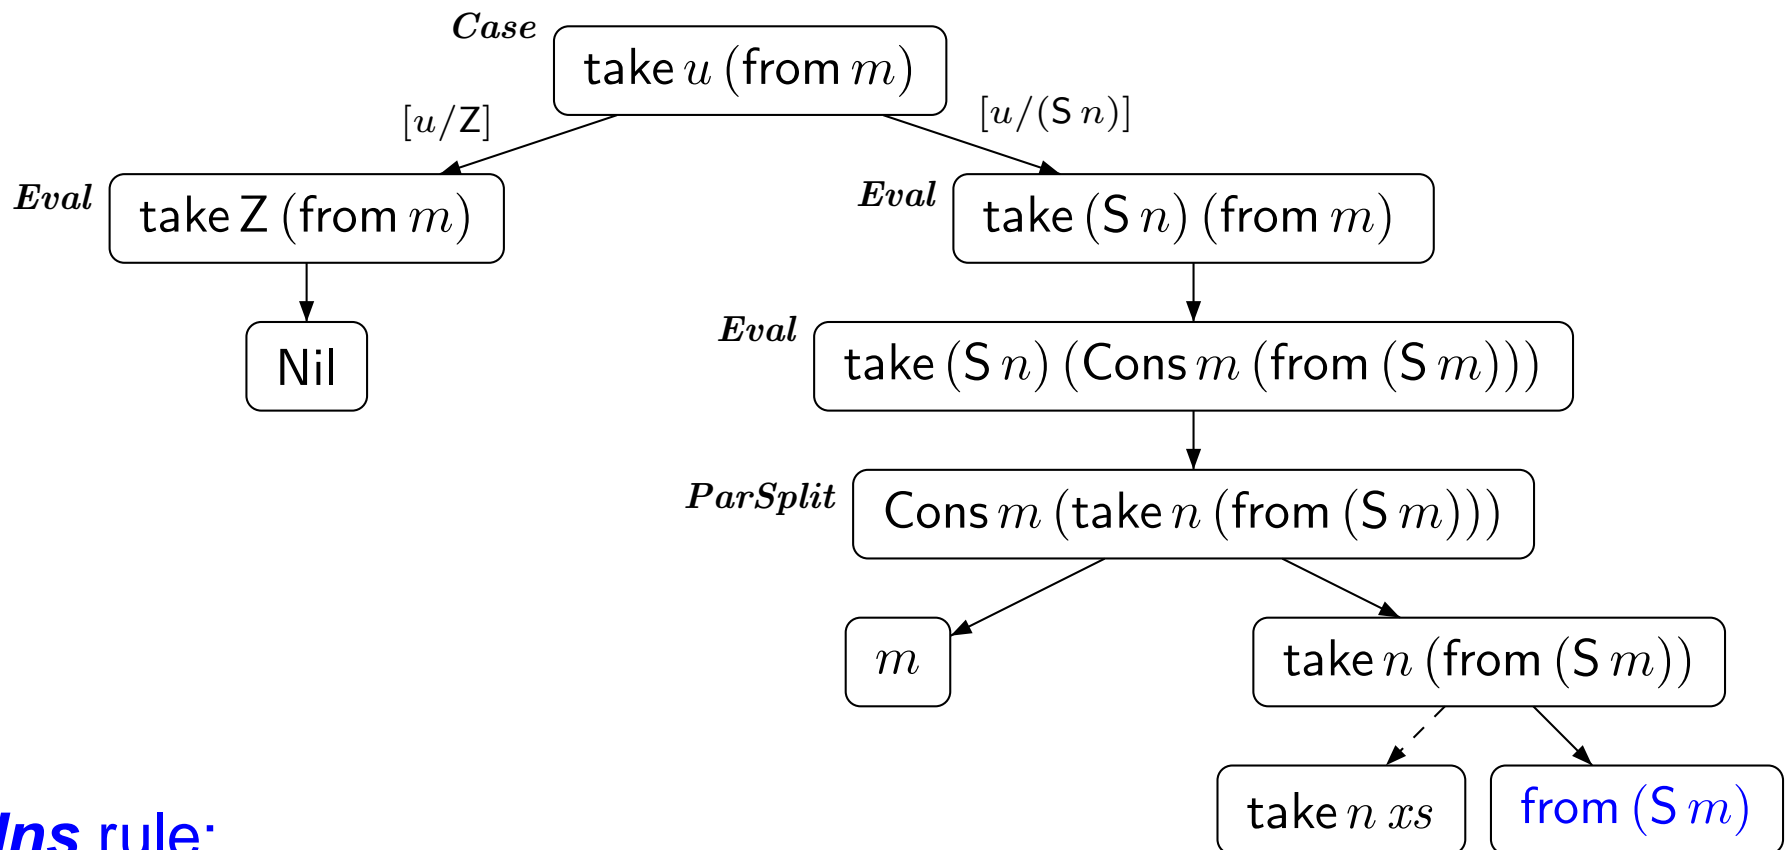 Case
take u (from m)
[u/Z]
[u/(S n)]
Eval
take Z (from m)
Eval
take (S n) (from m)
Nil
Eval
take (S n) (Cons m (from (S m)))
ParSplit
Cons m (take n (from (S m)))
m
take n (from (S m))
take n xs
from (S m)
Ins rule: